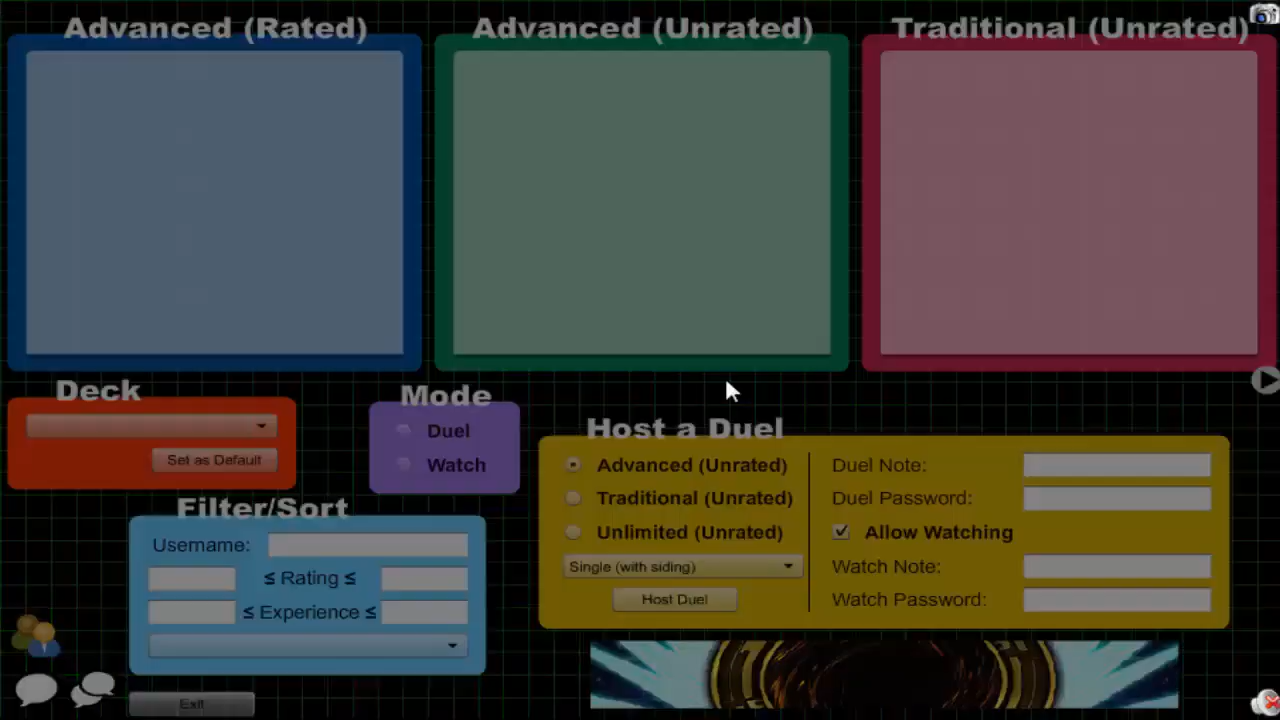 Advanced (Rated)
Advanced (Unrated)
Traditional (Unrated)
Deck
Set as Default
Mode
Duel
Watch
Filter/Sort
Username:
≤ Rating ≤
≤ Experience ≤
Exit
Host a Duel
Advanced (Unrated)
Traditional (Unrated)
Unlimited (Unrated)
Single (with siding)
Host Duel
Duel Note:
Duel Password:
Allow Watching
Watch Note:
Watch Password: